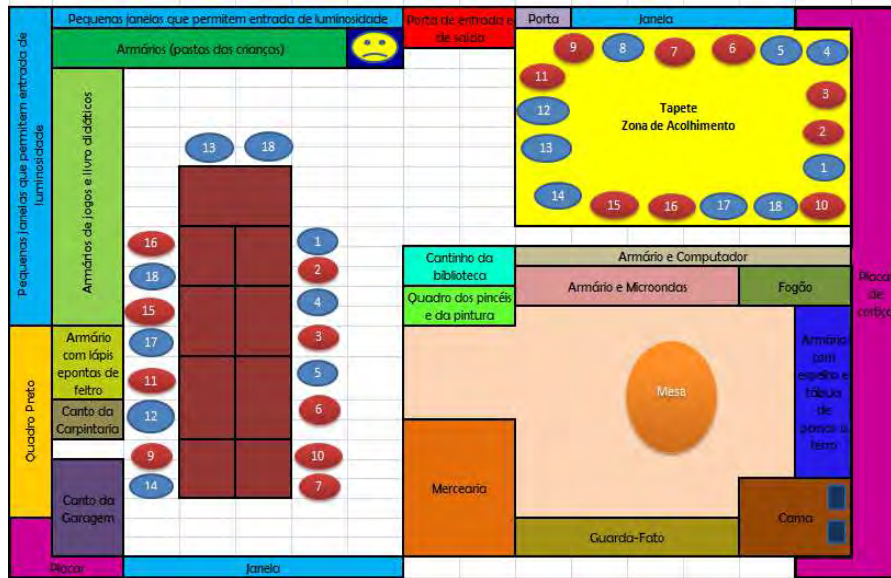 Pequenas janelas que permitem entrada de luminosidade
Armários (pastas das crianças)
Porta de entrada e
de saída
Porta
Janela
Pequenas janelas que permitem entrada de
luminosidade
Armários de jogos e livro didáticos
9
8
7
6
5
4
11
3
12
Tapete
Zona de Acolhimento
2
13
1
14
15
16
17
18
10
13
18
16
1
2
18
4
15
3
17
5
11
6
12
9
10
14
7
Armário
com lápis
epontas de
feltro
Canto da
Carpintaria
Quadro Preto
Canto da
Garagem
Placar
Janela
Cantinho da
biblioteca
Quadro dos pincéis
e da pintura
Armário e Computador
Armário e Microondas
Fogão
Placar
de
cortiça
Mesa
Armário
com
espelho e
tábua de
passar a
ferro
Mercearia
Guarda-Fato
Cama